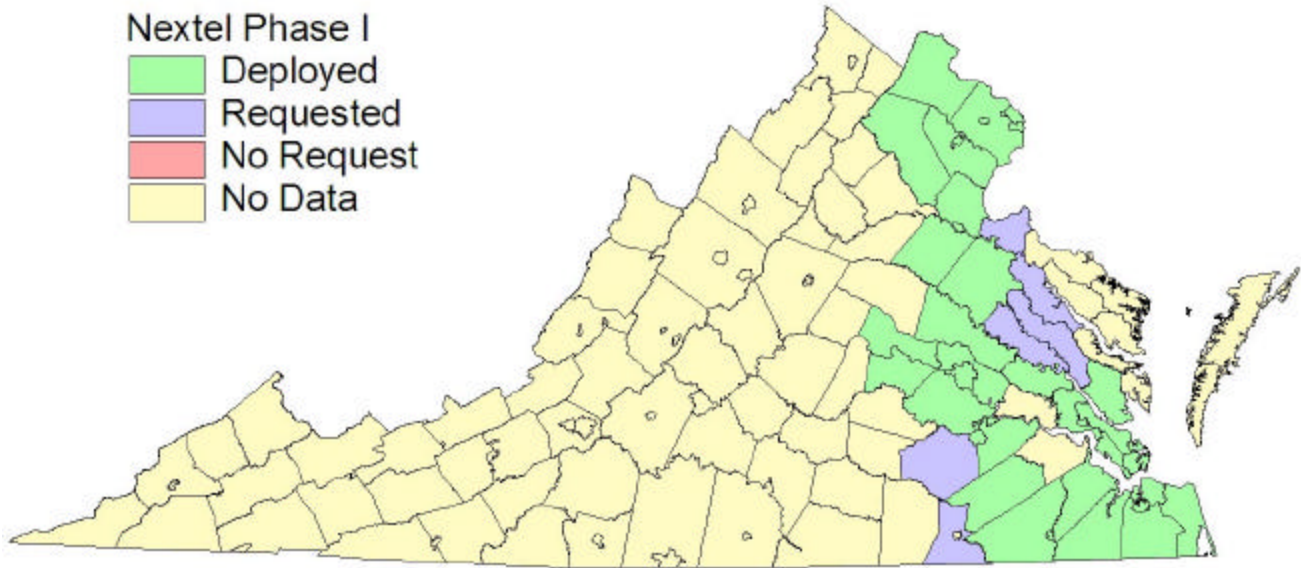 Nextel Phase I
Deployed
Requested
No Request
No Data